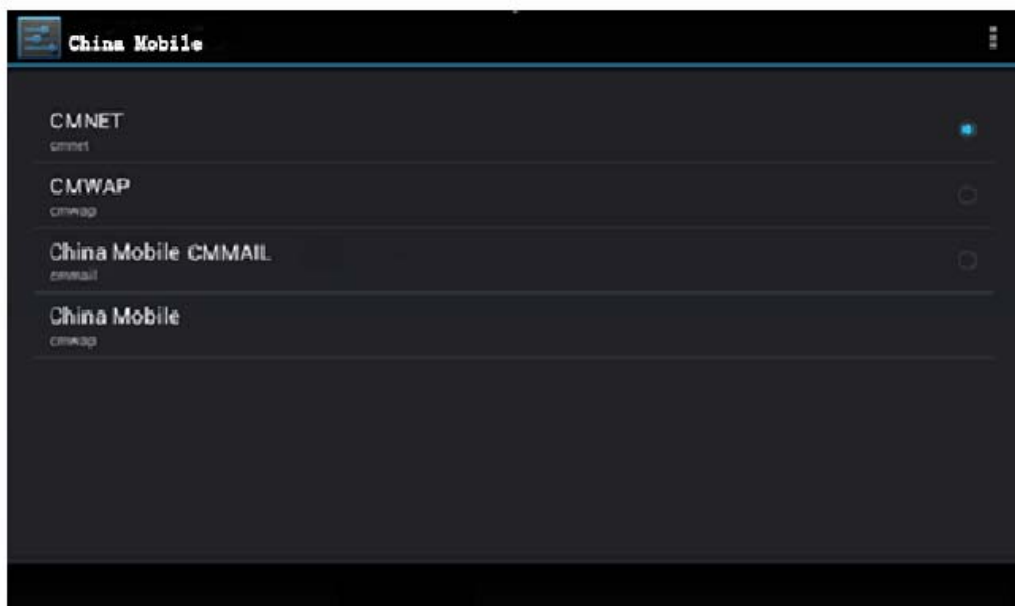 China Mobile
CMNET
cmnet
CMWAP
cmwap
China Mobile CMMAIL
cmmail
China Mobile
cmwap